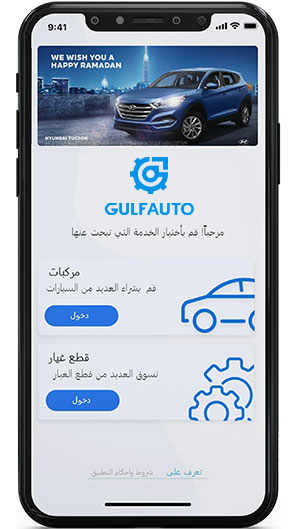 9:41
WE WISH YOU A
HAPPY RAMADAN
HYUNDAI TUCSON
GULFAUTO
مرحباً! قم بأختيار الخدمة التي تبحث عنها
مركبات
قم بشراء العديد من السيارات
دخول
قطع غيار
تسوق العديد من قطع الغيار
دخول
تعرف على شروط واحكام التطبيق